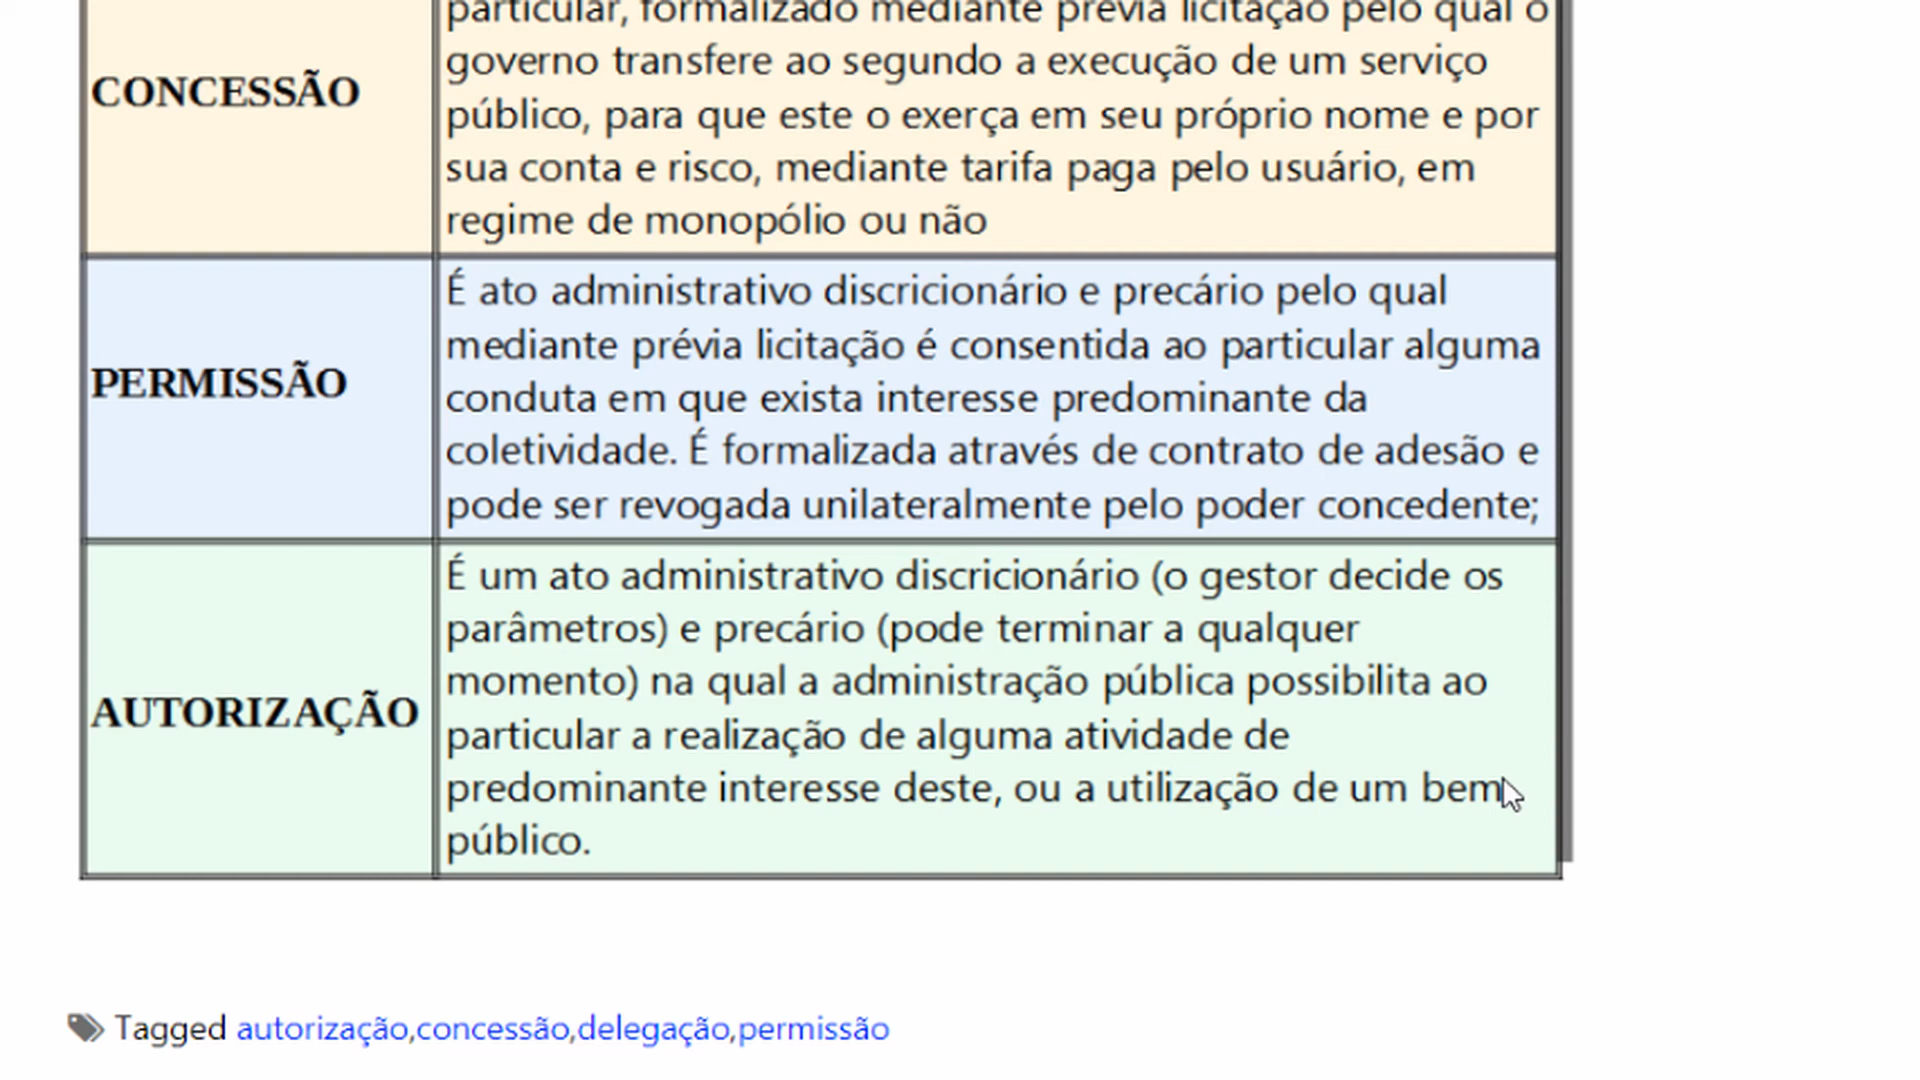 particular, formalizado mediante prévia licitação pelo qual o
governo transfere ao segundo a execução de um serviço
CONCESSÃO
público, para que este o exerça em seu próprio nome e por
sua conta e risco, mediante tarifa paga pelo usuário, em
regime de monopólio ou não
É ato administrativo discricionário e precário pelo qual
mediante prévia licitação é consentida ao particular alguma
PERMISSÃO
conduta em que exista interesse predominante da
coletividade. É formalizada através de contrato de adesão e
pode ser revogada unilateralmente pelo poder concedente;
É um ato administrativo discricionário (o gestor decide os
parâmetros) e precário (pode terminar a qualquer
momento) na qual a administração pública possibilita ao
AUTORIZAÇÃO
particular a realização de alguma atividade de
predominante interesse deste, ou a utilização de um bem
público.
Tagged autorização,concessão,delegação,permissão